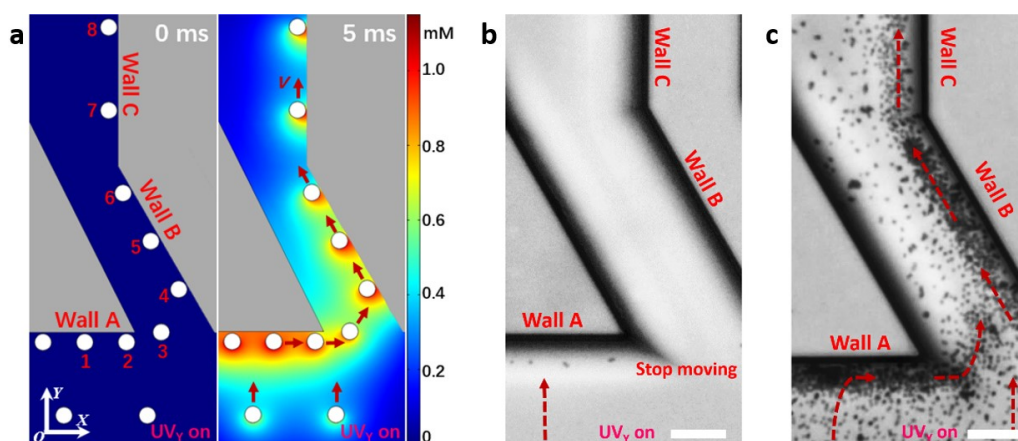 a
0 ms
5 ms
8
7
6
5
4
3
2
1
Wall C
Wall B
Wall A
Y
O
X
UVY on
V
UVY on
mM
1.0
0.8
0.6
0.4
0.2
0
b
Wall C
Wall B
Wall A
Stop moving
UVY on
c
Wall C
Wall B
Wall A
UVY on